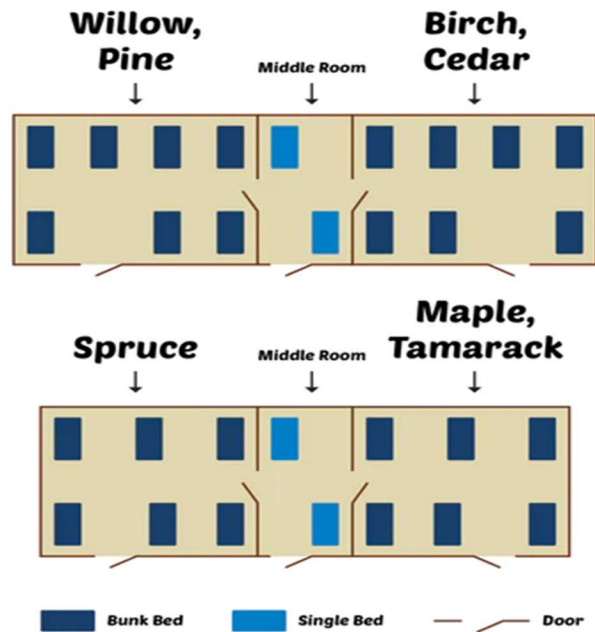 Willow,
Pine
Middle Room
Birch,
Cedar
Spruce
Middle Room
Maple,
Tamarack
Bunk Bed
Single Bed
Door